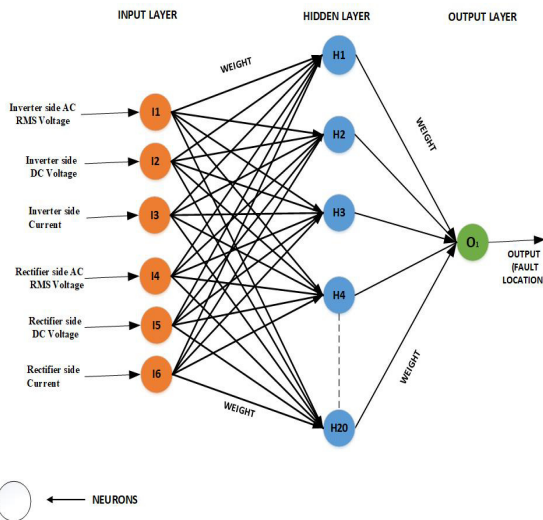 INPUT LAYER
HIDDEN LAYER
OUTPUT LAYER
WEIGHT
H1
Inverter side AC
RMS Voltage
I1
H2
WEIGHT
Inverter side
DC Voltage
I2
Inverter side
Current
I3
H3
O1
OUTPUT
(FAULT
LOCATION
Rectifier side AC
RMS Voltage
I4
H4
Rectifier side
DC Voltage
I5
Rectifier side
Current
I6
WEIGHT
WEIGHT
H20
NEURONS